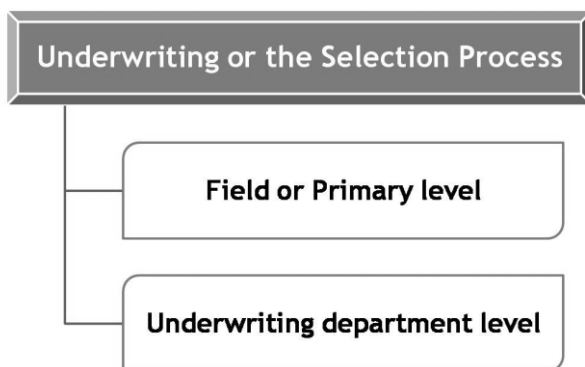 Underwriting or the Selection Process
Field or Primary level
Underwriting department level